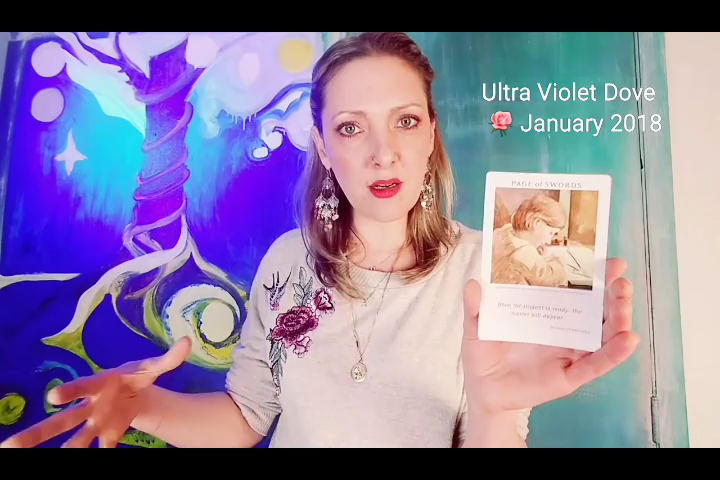 Ultra Violet Dove
🌹 January 2018
PAGE of SWORDS
When the student is ready, the
master will appear.